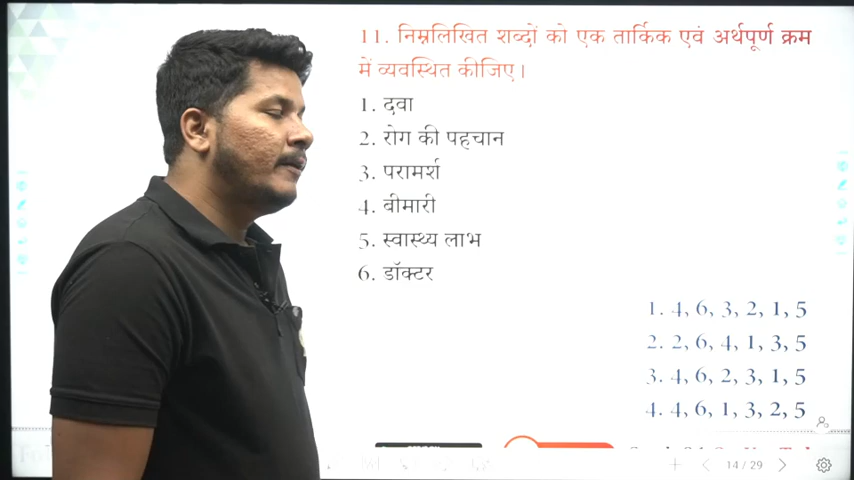 11. निम्नलिखित शब्दों को एक तार्किक एवं अर्थपूर्ण क्रम
में व्यवस्थित कीजिए।
1. दवा
2. रोग की पहचान
3. परामर्श
4. बीमारी
5. स्वास्थ्य लाभ
6. डॉक्टर
1. 4, 6, 3, 2, 1, 5
2. 2, 6, 4, 1, 3, 5
3. 4, 6, 2, 3, 1, 5
4. 4, 6, 1, 3, 2, 5
14 / 29